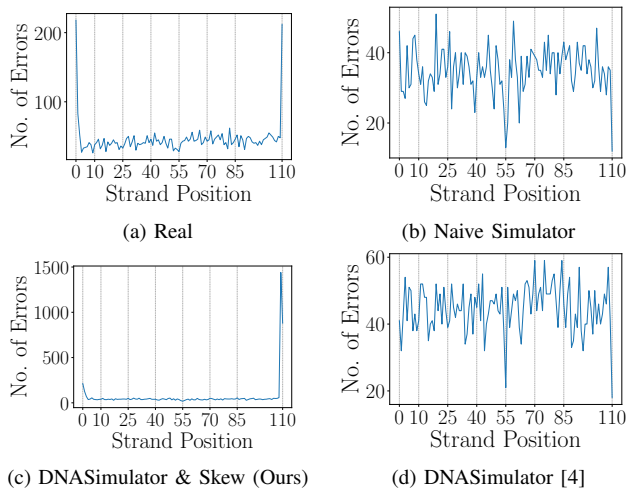 200
100
No. of Errors
0 10 25 40 55 70 85 110
Strand Position
(a) Real
40
20
No. of Errors
0 10 25 40 55 70 85 110
Strand Position
(b) Naive Simulator
1500
1000
500
0
No. of Errors
0 10 25 40 55 70 85 110
Strand Position
(c) DNASimulator & Skew (Ours)
60
40
20
No. of Errors
0 10 25 40 55 70 85 110
Strand Position
(d) DNASimulator [4]